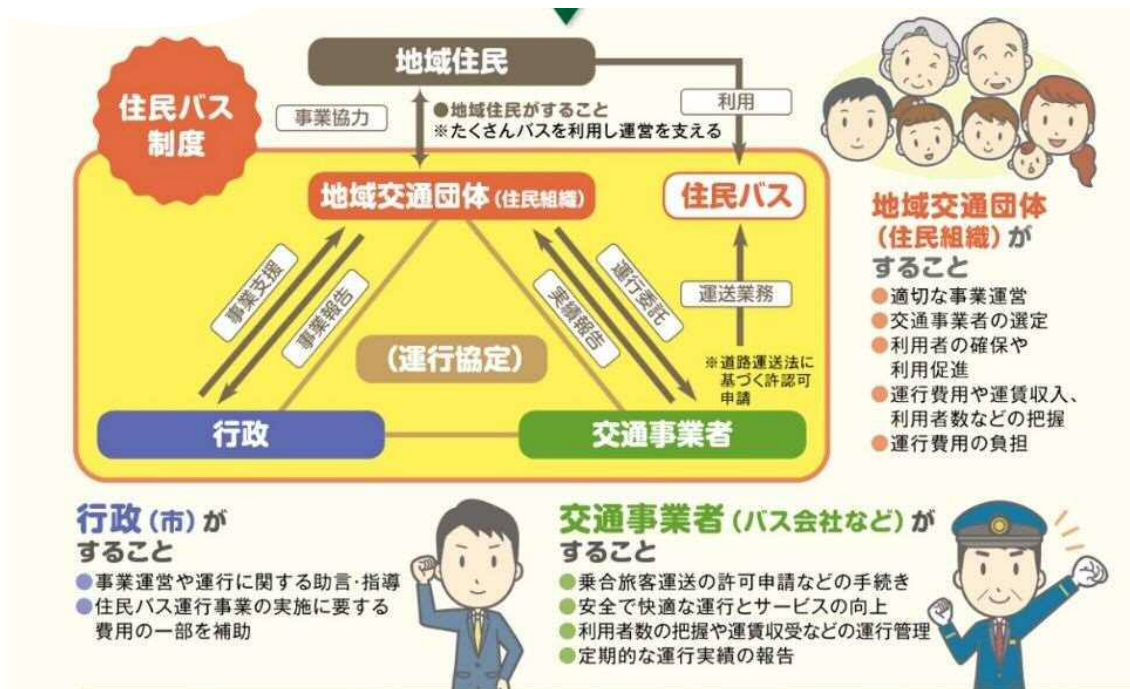 住民バス
制度
地域住民
事業協力
●地域住民がすること
※たくさんバスを利用し運営を支える
利用
地域交通団体(住民組織)
住民バス
事業支援
事業報告
実績報告
運行委託
運送業務
(運行協定)
※道路運送法に
基づく許認可
申請
行政
交通事業者
地域交通団体
(住民組織)が
すること
●適切な事業運営
●交通事業者の選定
●利用者の確保や
利用促進
●運行費用や運賃収入、
利用者数などの把握
●運行費用の負担
行政(市)が
すること
●事業運営や運行に関する助言・指導
●住民バス運行事業の実施に要する
費用の一部を補助
交通事業者(バス会社など)が
すること
●乗合旅客運送の許可申請などの手続き
●安全で快適な運行とサービスの向上
●利用者数の把握や運賃収受などの運行管理
●定期的な運行実績の報告